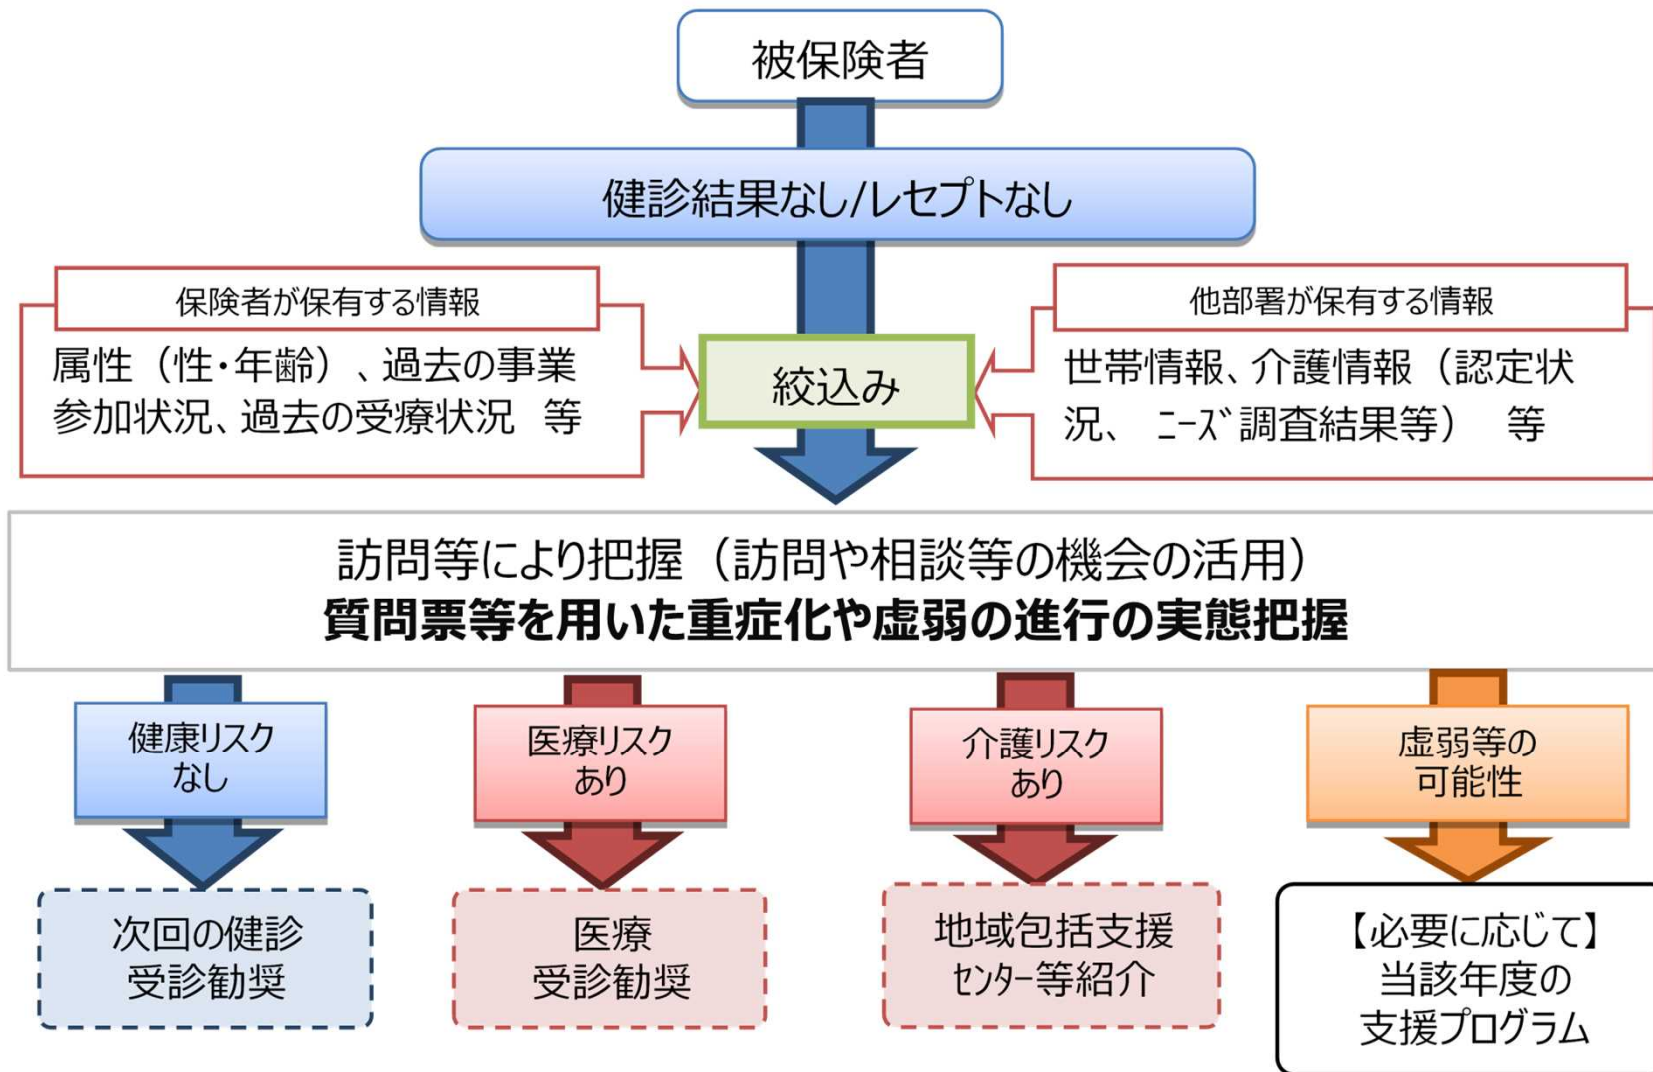 被保険者
健診結果なし/レセプトなし
保険者が保有する情報
属性（性・年齢）、過去の事業
参加状況、過去の受療状況　等
絞込み
他部署が保有する情報
世帯情報、介護情報（認定状
況、 ﾆｰｽﾞ調査結果等）　等
訪問等により把握（訪問や相談等の機会の活用）
質問票等を用いた重症化や虚弱の進行の実態把握
健康リスク
なし
医療リスク
あり
介護リスク
あり
虚弱等の
可能性
次回の健診
受診勧奨
医療
受診勧奨
地域包括支援
ｾﾝﾀｰ等紹介
【必要に応じて】
当該年度の
支援プログラム